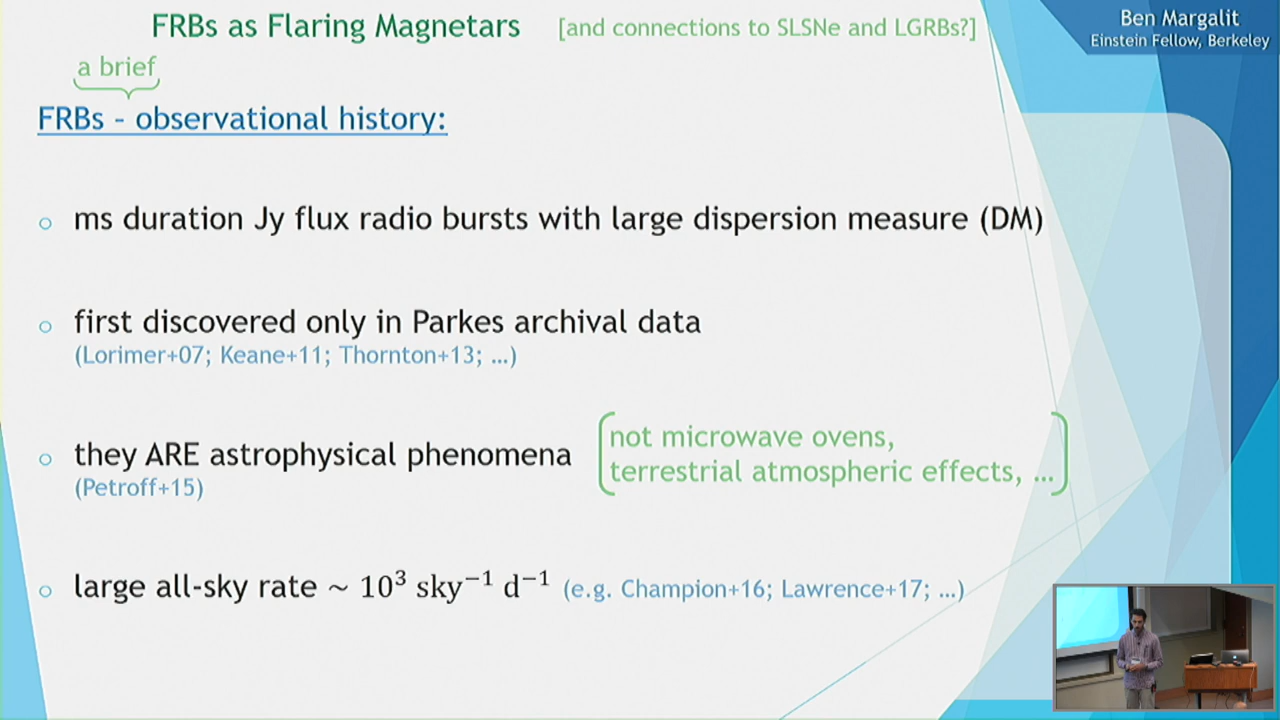 FRBs as Flaring Magnetars [and connections to SLSNe and LGRBs?]
Ben Margalit
Einstein Fellow, Berkeley
a brief
FRBs – observational history:
ms duration Jy flux radio bursts with large dispersion measure (DM)
first discovered only in Parkes archival data
(Lorimer+07; Keane+11; Thornton+13; …)
they ARE astrophysical phenomena
(Petroff+15)
not microwave ovens,
terrestrial atmospheric effects, …
large all-sky rate ~ 10³ sky⁻¹ d⁻¹ (e.g. Champion+16; Lawrence+17; …)